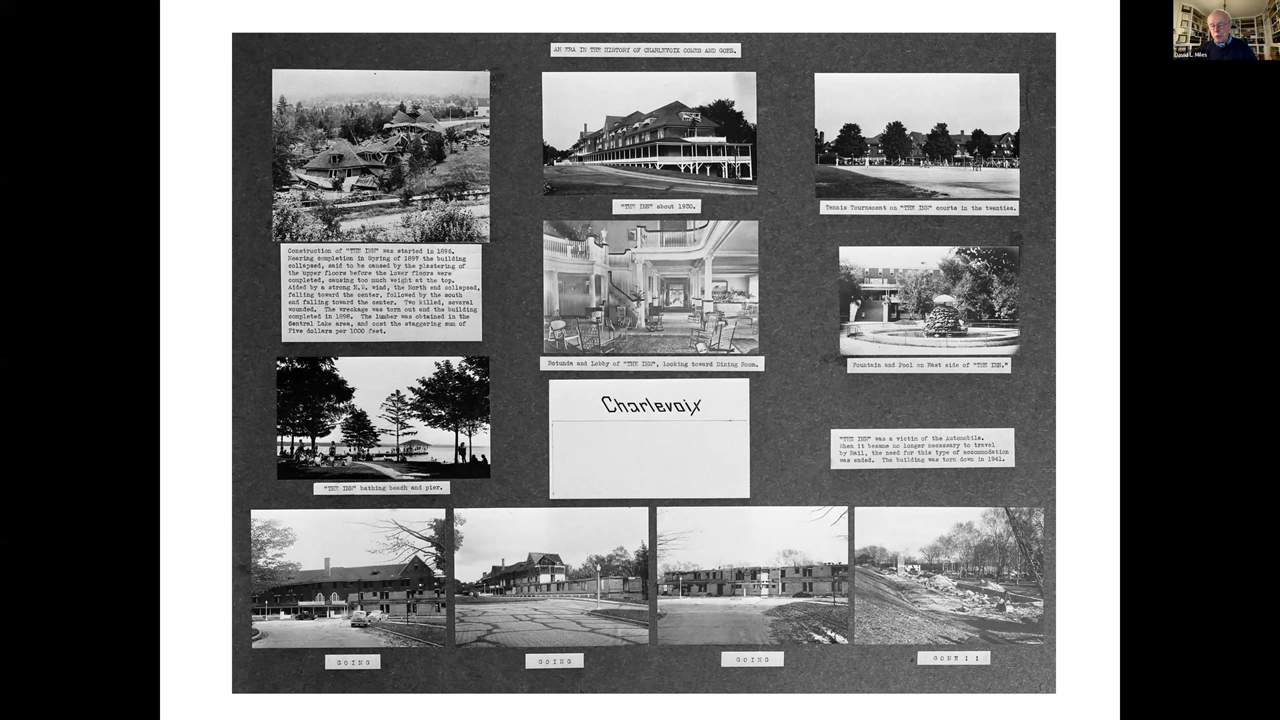 David L. Miles
AN ERA IN THE HISTORY OF CHARLEVOIX COMES AND GOES.
"THE INN" about 1930.
Tennis Tournament on "THE INN" courts in the twenties.
Construction of "THE INN" was started in 1896.
Nearing completion in Spring of 1897 the building
collapsed, said to be caused by the plastering of
the upper floors before the lower floors were
completed, causing too much weight at the top.
Aided by a strong N.W. wind, the North end collapsed,
falling toward the center, followed by the south
end falling toward the center. Two killed, several
wounded. The wreckage was torn out and the building
completed in 1898. The lumber was obtained in the
Central Lake area, and cost the staggering sum of
Five dollars per 1000 feet.
Rotunda and Lobby of "THE INN", looking toward Dining Room.
Fountain and Pool on East side of "THE INN."
Charlevoix
"THE INN" was a victim of the Automobile.
When it became no longer necessary to travel
by Rail, the need for this type of accommodation
was ended. The building was torn down in 1941.
"THE INN" bathing beach and pier.
GOING
GOING
GOING
GONE ! !